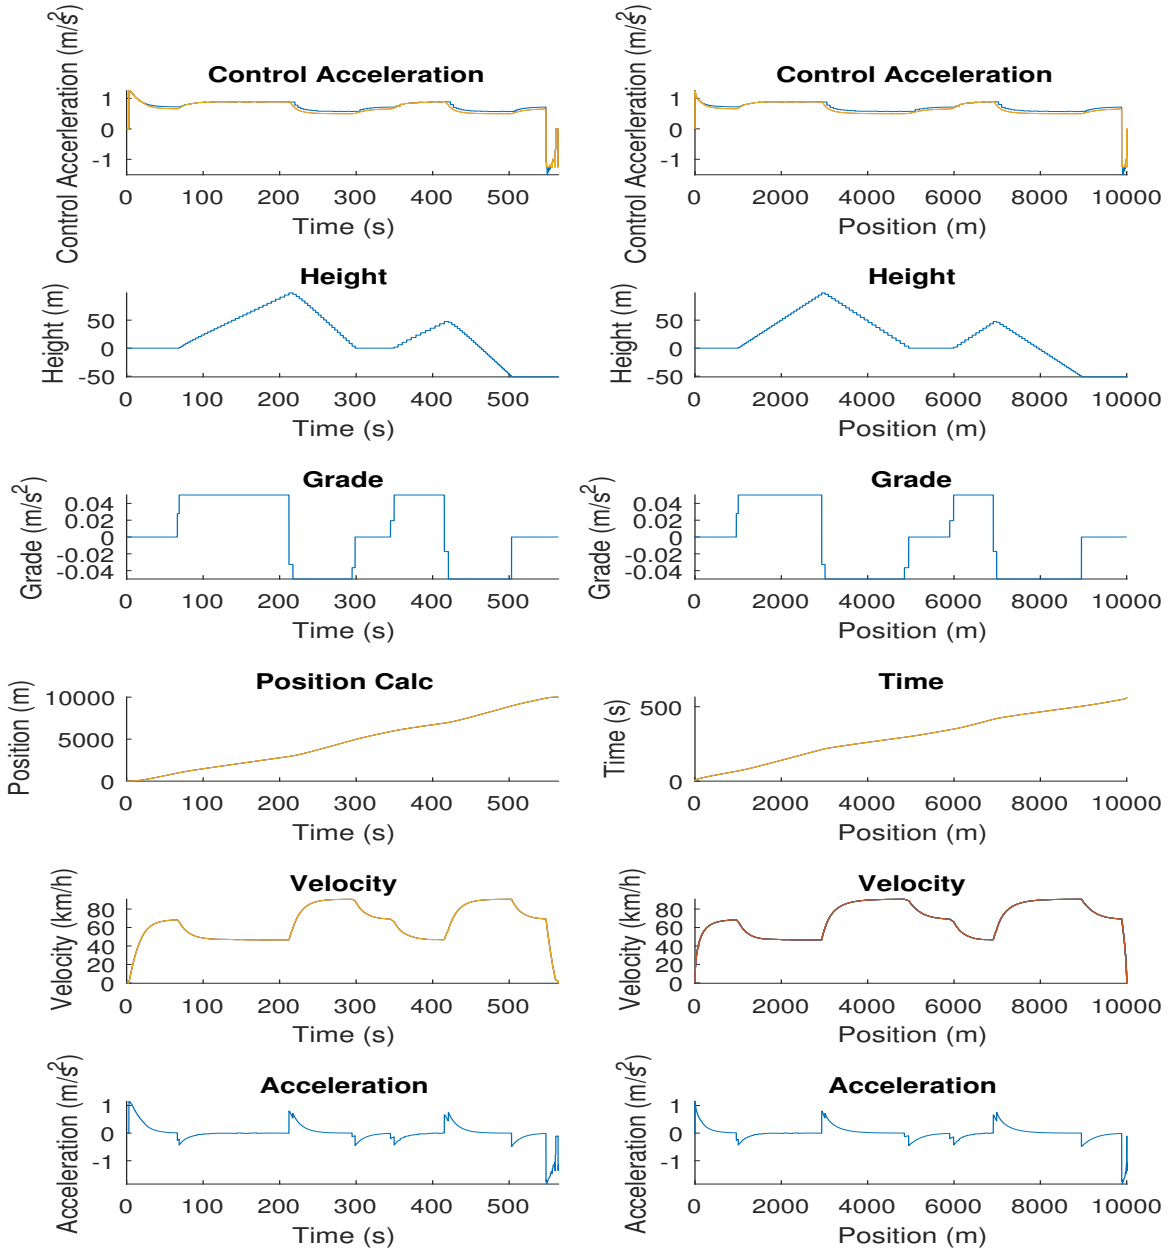 Control Acceleration
Control Accerleration (m/s²)
1
0
-1
0 100 200 300 400 500
Time (s)
Control Acceleration
Control Accerleration (m/s²)
1
0
-1
0 2000 4000 6000 8000 10000
Position (m)
Height
Height (m)
50
0
-50
0 100 200 300 400 500
Time (s)
Height
Height (m)
50
0
-50
0 2000 4000 6000 8000 10000
Position (m)
Grade
Grade (m/s²)
0.04
0.02
0
-0.02
-0.04
0 100 200 300 400 500
Time (s)
Grade
Grade (m/s²)
0.04
0.02
0
-0.02
-0.04
0 2000 4000 6000 8000 10000
Position (m)
Position Calc
Position (m)
10000
5000
0
0 100 200 300 400 500
Time (s)
Time
Time (s)
500
0
0 2000 4000 6000 8000 10000
Position (m)
Velocity
Velocity (km/h)
80
60
40
20
0
0 100 200 300 400 500
Time (s)
Velocity
Velocity (km/h)
80
60
40
20
0
0 2000 4000 6000 8000 10000
Position (m)
Acceleration
Acceleration (m/s²)
1
0
-1
0 100 200 300 400 500
Time (s)
Acceleration
Acceleration (m/s²)
1
0
-1
0 2000 4000 6000 8000 10000
Position (m)